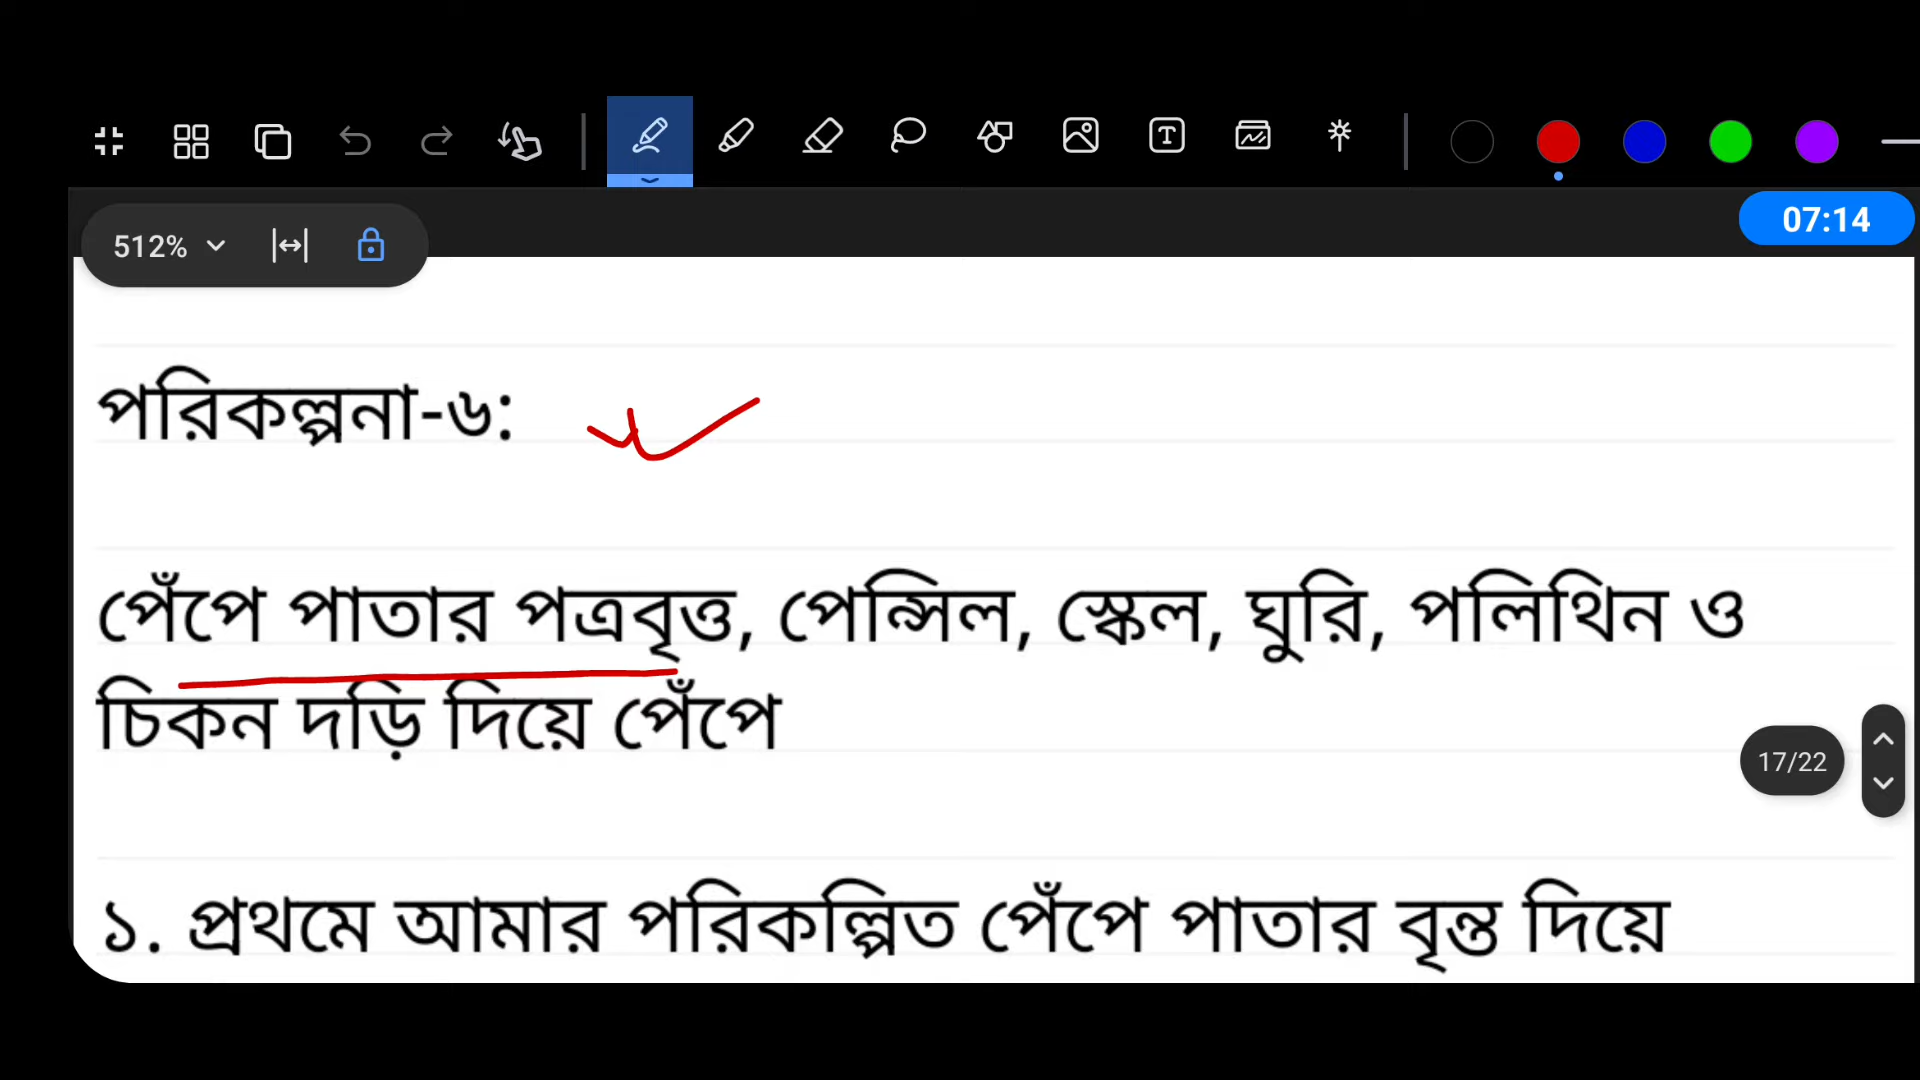 512%
07:14
পরিকল্পনা-৬:
পেঁপে পাতার পত্রবৃত্ত, পেন্সিল, স্কেল, ঘুরি, পলিথিন ও
চিকন দড়ি দিয়ে পেঁপে
17/22
১. প্রথমে আমার পরিকল্পিত পেঁপে পাতার বৃন্ত দিয়ে